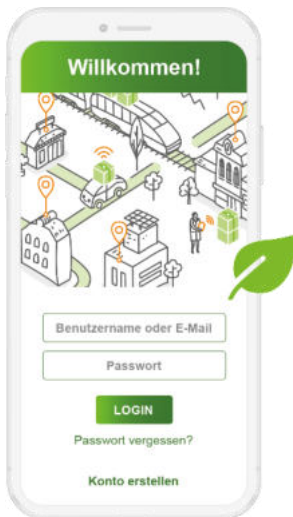 Willkommen!
Benutzername oder E-Mail
Passwort
LOGIN
Passwort vergessen?
Konto erstellen